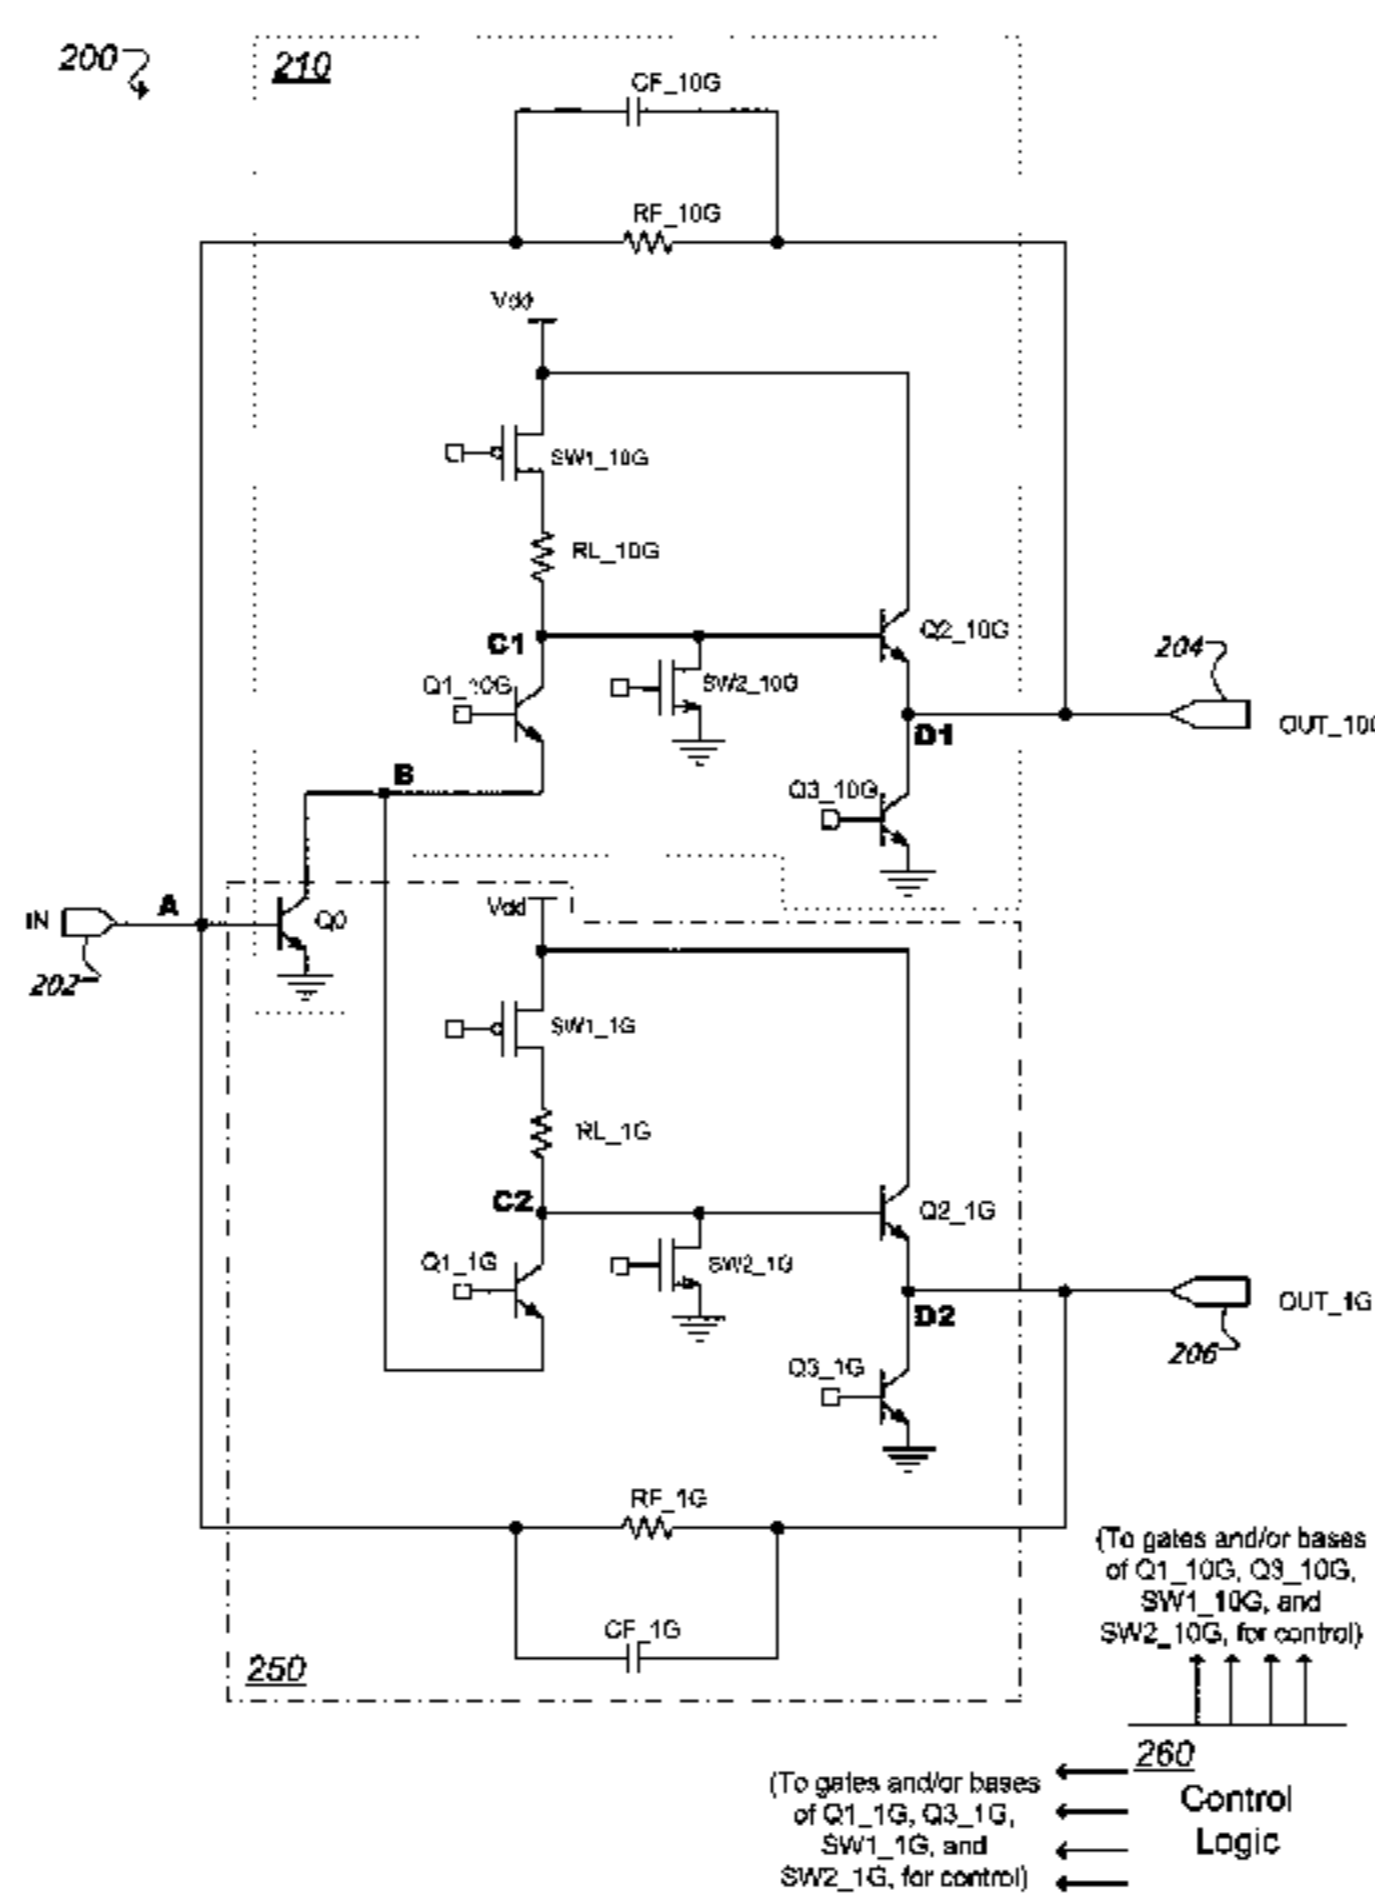 200
210
CF_10G
RF_10G
Vdd
SW1_10G
RL_10G
C1
Q2_10G
204
Q1_10G
SW2_10G
D1
OUT_10G
B
Q3_10G
A
Vdd
IN
Q0
202
SW1_1G
RL_1G
C2
Q2_1G
Q1_1G
SW2_1G
D2
OUT_1G
206
Q3_1G
RF_1G
(To gates and/or bases
of Q1_10G, Q3_10G,
SW1_10G, and
SW2_10G, for control)
CF_1G
250
260
Control
Logic
(To gates and/or bases
of Q1_1G, Q3_1G,
SW1_1G, and
SW2_1G, for control)